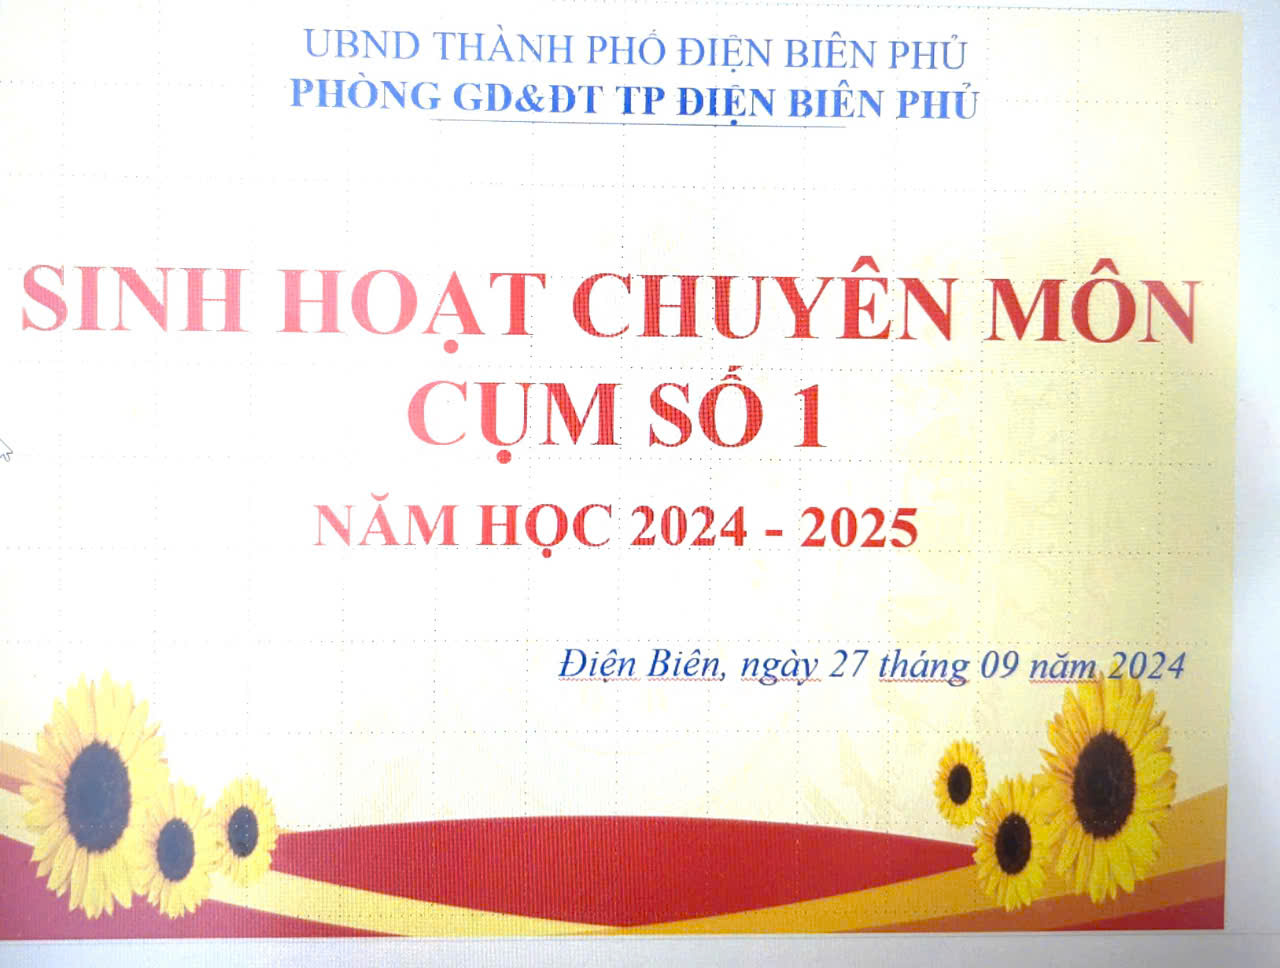 UBND THÀNH PHỐ ĐIỆN BIÊN PHỦ
PHÒNG GD&ĐT TP ĐIỆN BIÊN PHỦ
SINH HOẠT CHUYÊN MÔN
CỤM SỐ 1
NĂM HỌC 2024 - 2025
Điện Biên, ngày 27 tháng 09 năm 2024